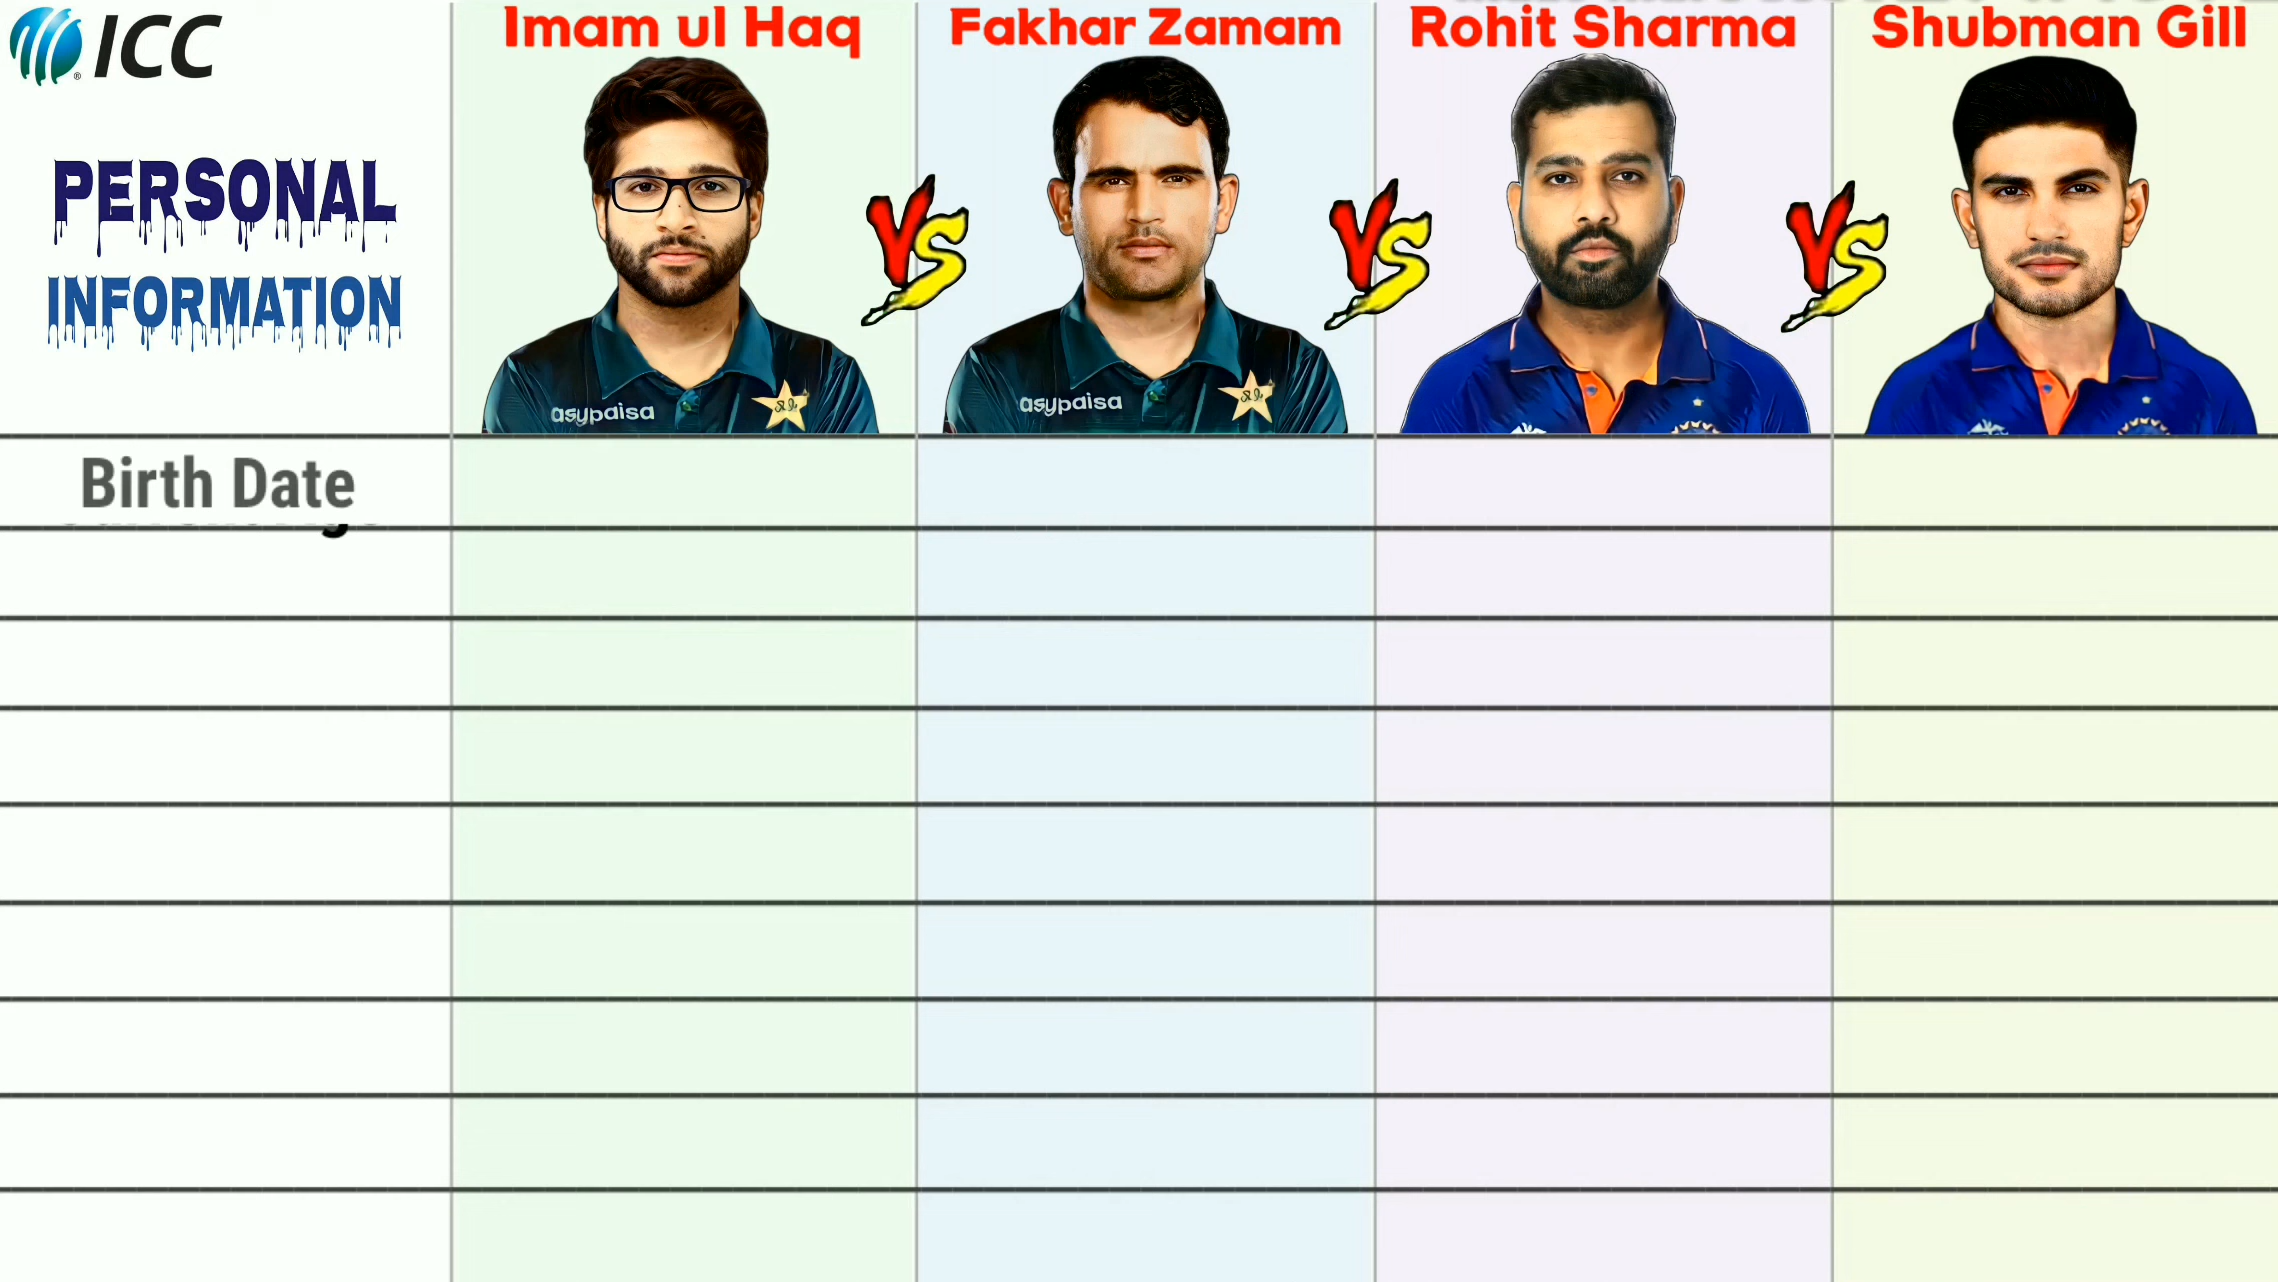 ICC
Imam ul Haq
Fakhar Zamam
Rohit Sharma
Shubman Gill
PERSONAL
INFORMATION
VS
VS
VS
asypaisa
asypaisa
Birth Date